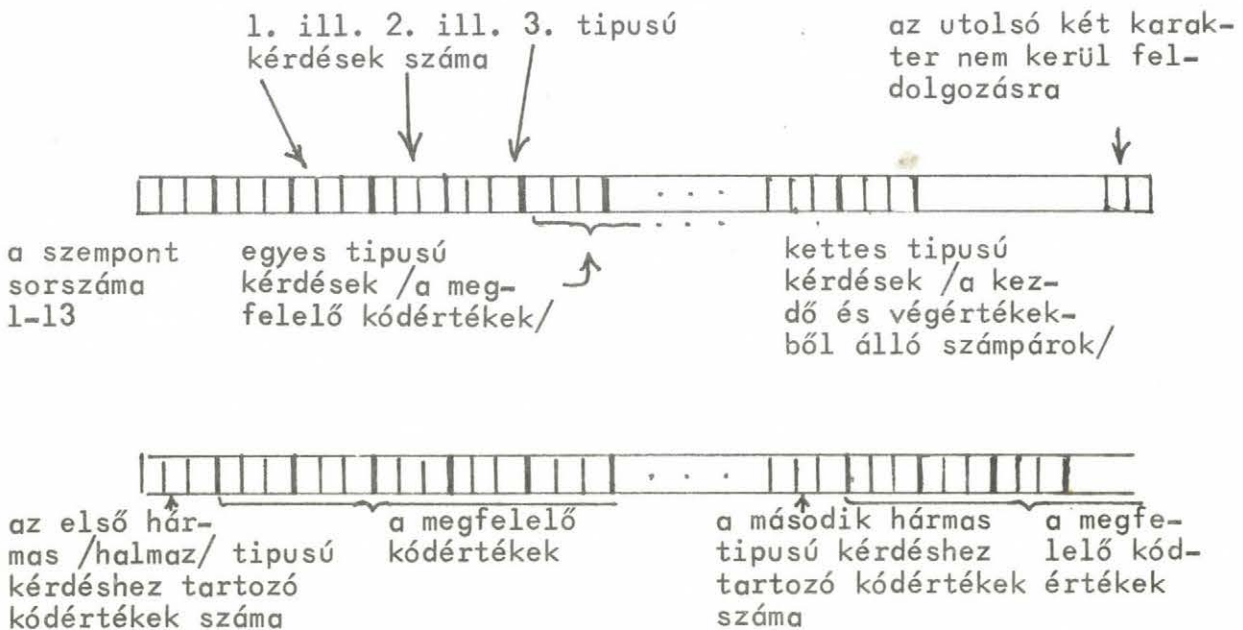 1. ill. 2. ill. 3. tipusú
kérdések száma
az utolsó két karak-
ter nem kerül fel-
dolgozásra
. . .
. . .
a szempont
sorszáma
1-13
egyes tipusú
kérdések /a meg-
felelő kódértékek/
kettes tipusú
kérdések /a kez-
dő és végértékek-
ből álló számpárok/
. . .
az első hár-
mas /halmaz/ tipusú
kérdéshez tartozó
kódértékek száma
a megfelelő
kódértékek
a második hármas
tipusú kérdéshez
tartozó kódértékek
száma
a megfe-
lelő kód-
értékek